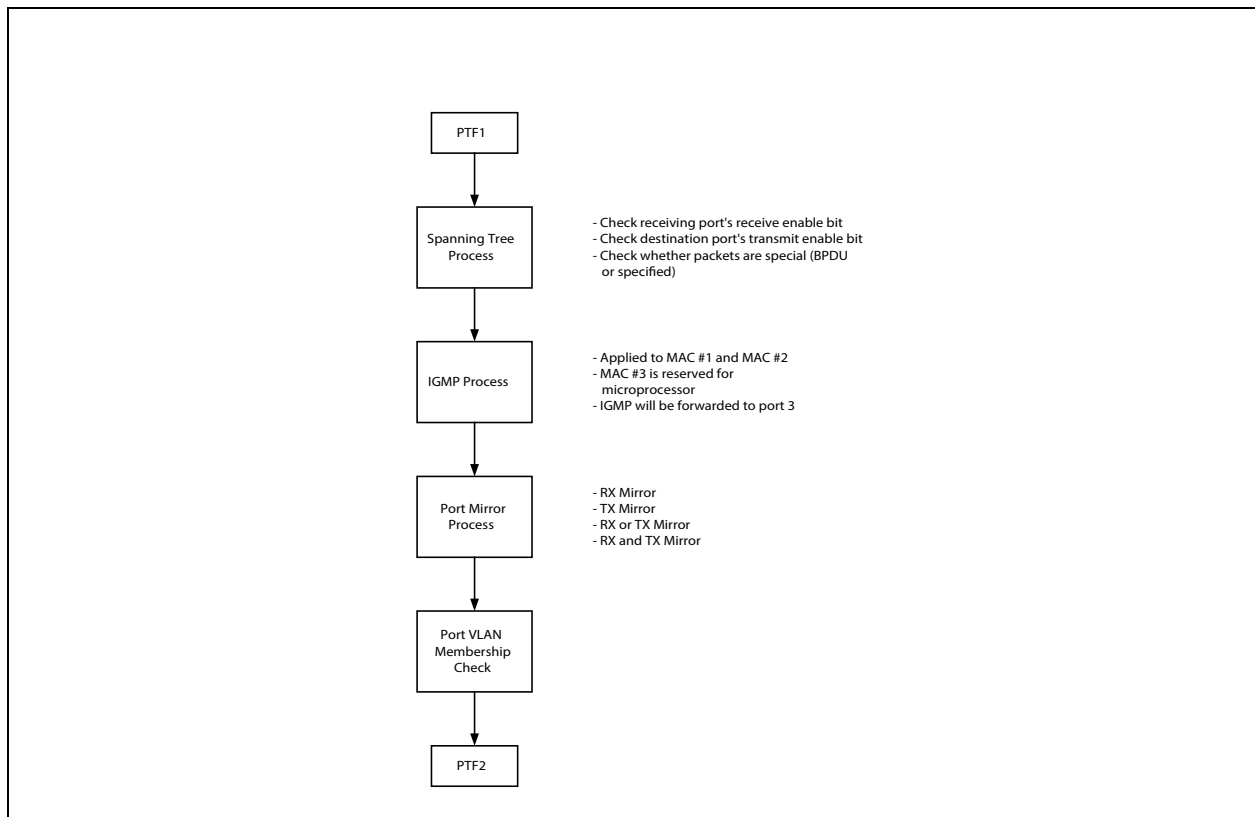 PTF1
Spanning Tree
Process
- Check receiving port's receive enable bit
- Check destination port's transmit enable bit
- Check whether packets are special (BPDU
or specified)
IGMP Process
- Applied to MAC #1 and MAC #2
- MAC #3 is reserved for
microprocessor
- IGMP will be forwarded to port 3
Port Mirror
Process
- RX Mirror
- TX Mirror
- RX or TX Mirror
- RX and TX Mirror
Port VLAN
Membership
Check
PTF2